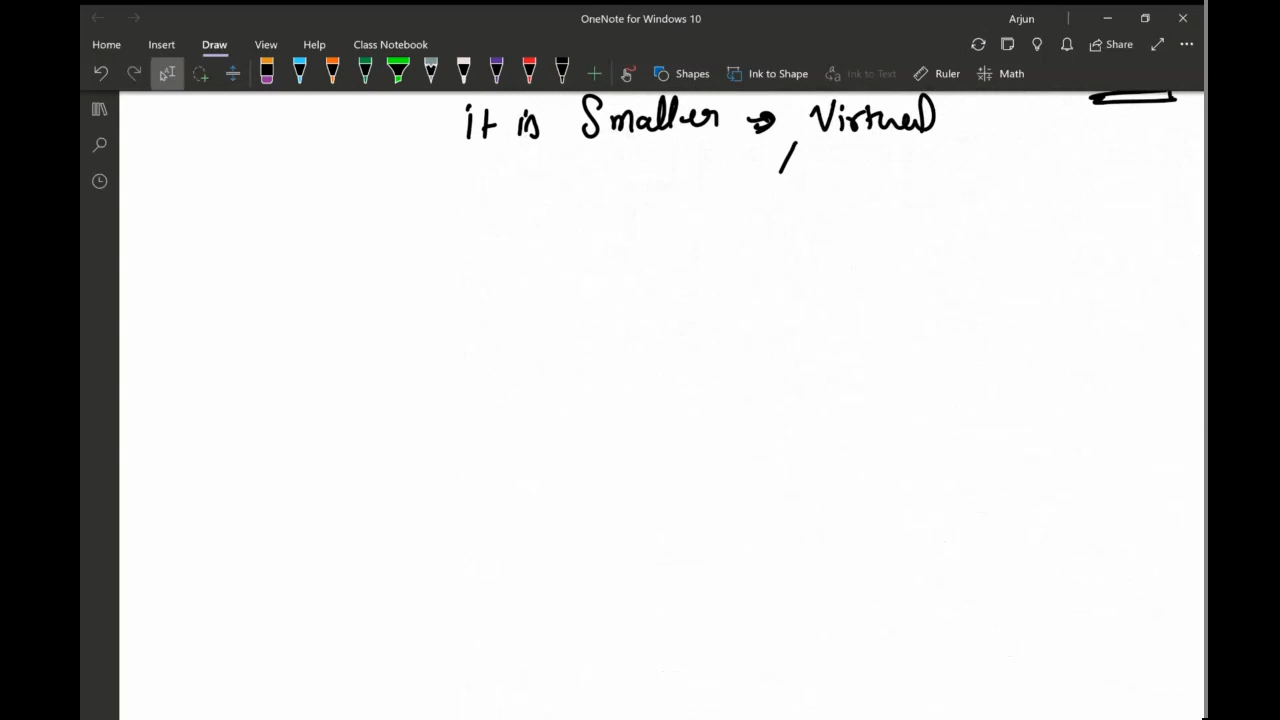 OneNote for Windows 10
Arjun
Home Insert Draw View Help Class Notebook
Share
Shapes Ink to Shape Ink to Text Ruler Math
it is Smaller → Virtual